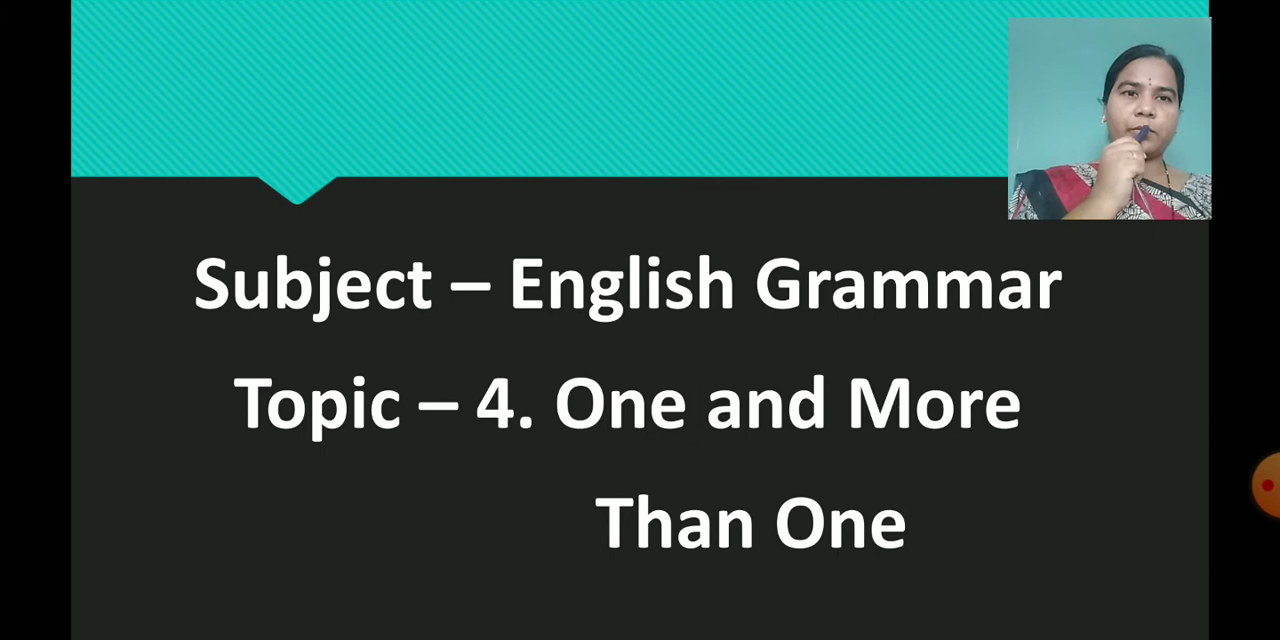 Subject – English Grammar
Topic – 4. One and More
Than One